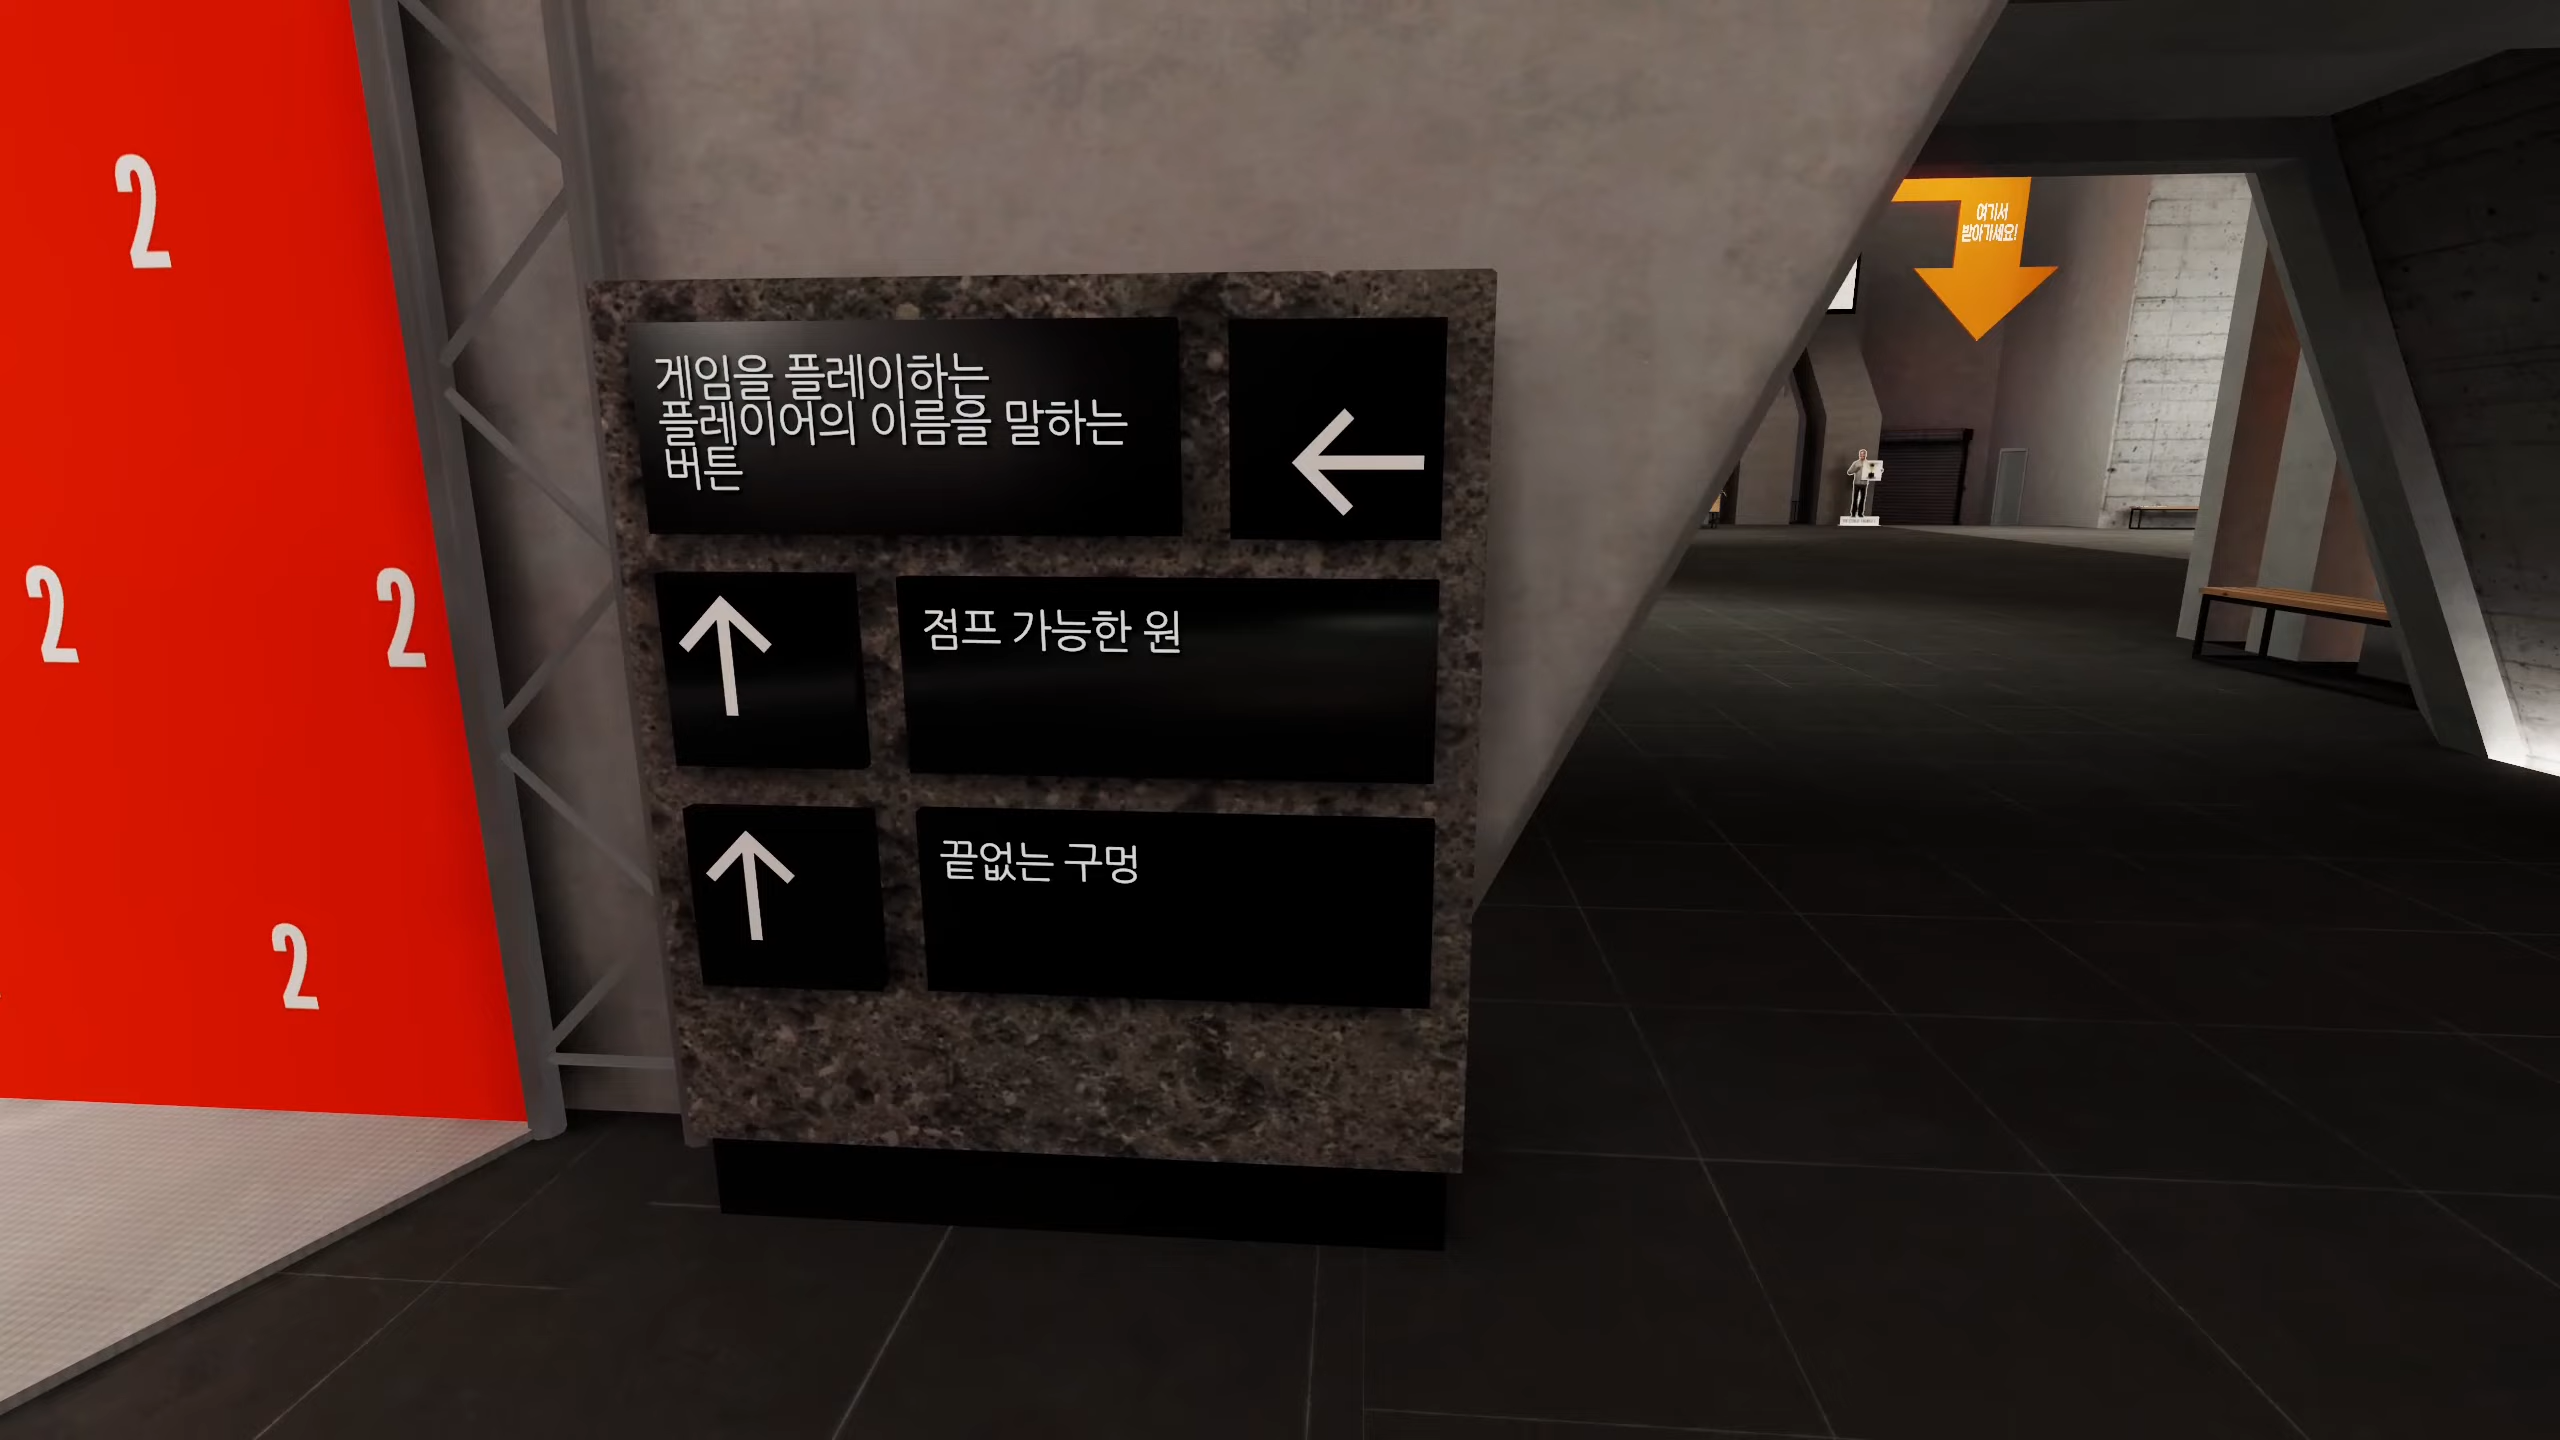 2
2
2
2
게임을 플레이하는
플레이어의 이름을 말하는
버튼
점프 가능한 원
끝없는 구멍
여기서
받아가세요!